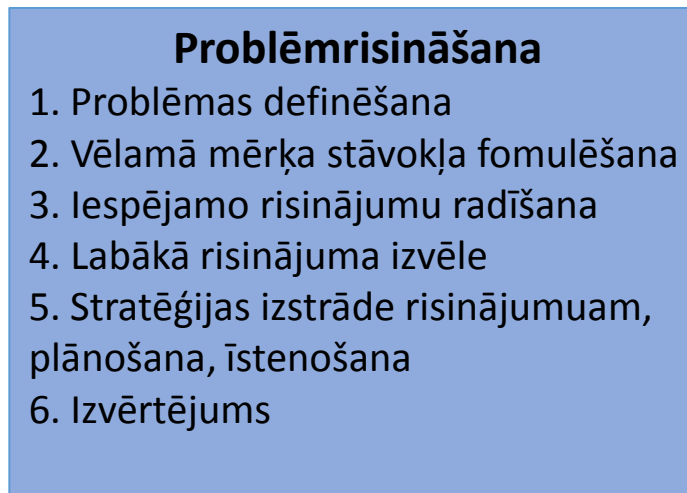 Problēmrisināšana
1. Problēmas definēšana
2. Vēlamā mērķa stāvokļa fomulēšana
3. Iespējamo risinājumu radīšana
4. Labākā risinājuma izvēle
5. Stratēģijas izstrāde risinājumuam,
plānošana, īstenošana
6. Izvērtējums